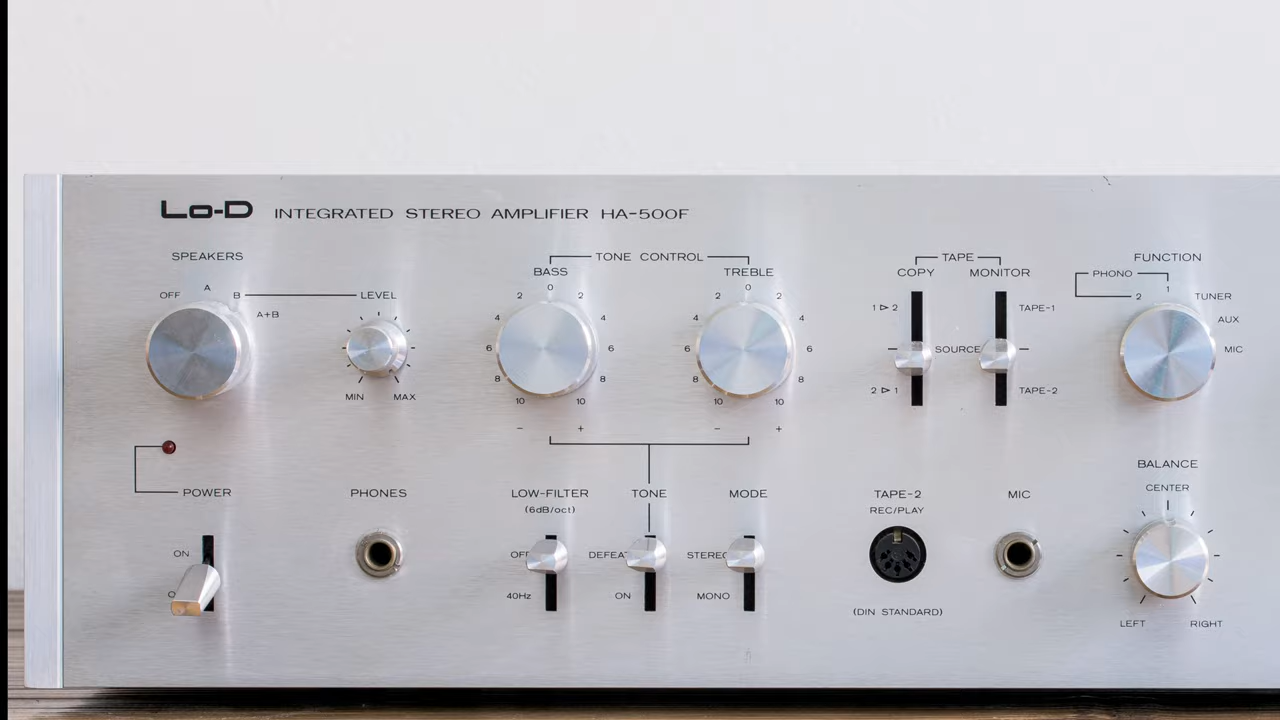 Lo-D INTEGRATED STEREO AMPLIFIER HA-500F
SPEAKERS
OFF A B A+B
LEVEL
MIN MAX
TONE CONTROL
BASS
0
2 2
4 4
6 6
8 8
10 10
− +
TREBLE
0
2 2
4 4
6 6
8 8
10 10
− +
TAPE
COPY MONITOR
1 ▷ 2 TAPE-1
SOURCE
2 ▷ 1 TAPE-2
FUNCTION
PHONO
2 1 TUNER
AUX
MIC
POWER
ON
PHONES
LOW-FILTER
(6dB/oct)
40Hz
TONE
ON
MODE
MONO
TAPE-2
REC/PLAY
(DIN STANDARD)
MIC
BALANCE
CENTER
LEFT RIGHT